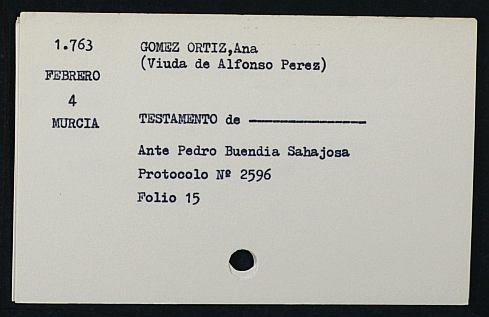 1.763
FEBRERO
4
MURCIA
GOMEZ ORTIZ,Ana
(Viuda de Alfonso Perez)
TESTAMENTO de ---------------
Ante Pedro Buendia Sahajosa
Protocolo Nº 2596
Folio 15